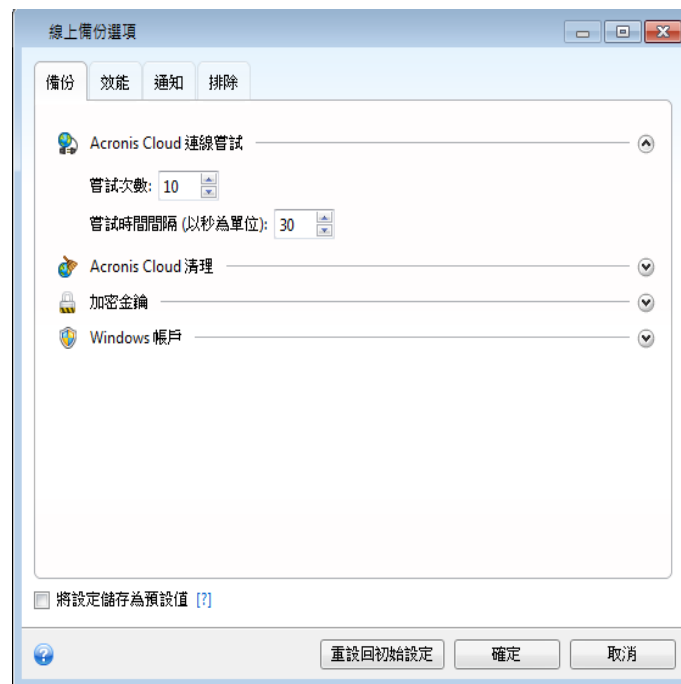 線上備份選項
備份 效能 通知 排除
Acronis Cloud 連線嘗試
嘗試次數: 10
嘗試時間間隔 (以秒為單位): 30
Acronis Cloud 清理
加密金鑰
Windows 帳戶
將設定儲存為預設值 [?]
重設回初始設定 確定 取消